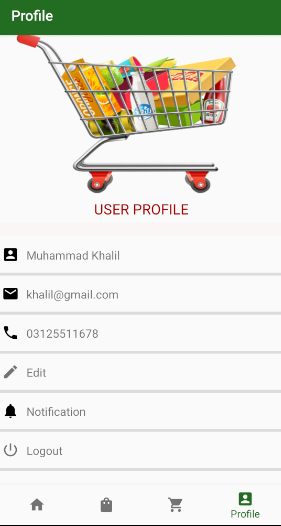 Profile
USER PROFILE
Muhammad Khalil
khalil@gmail.com
03125511678
Edit
Notification
Logout
Profile